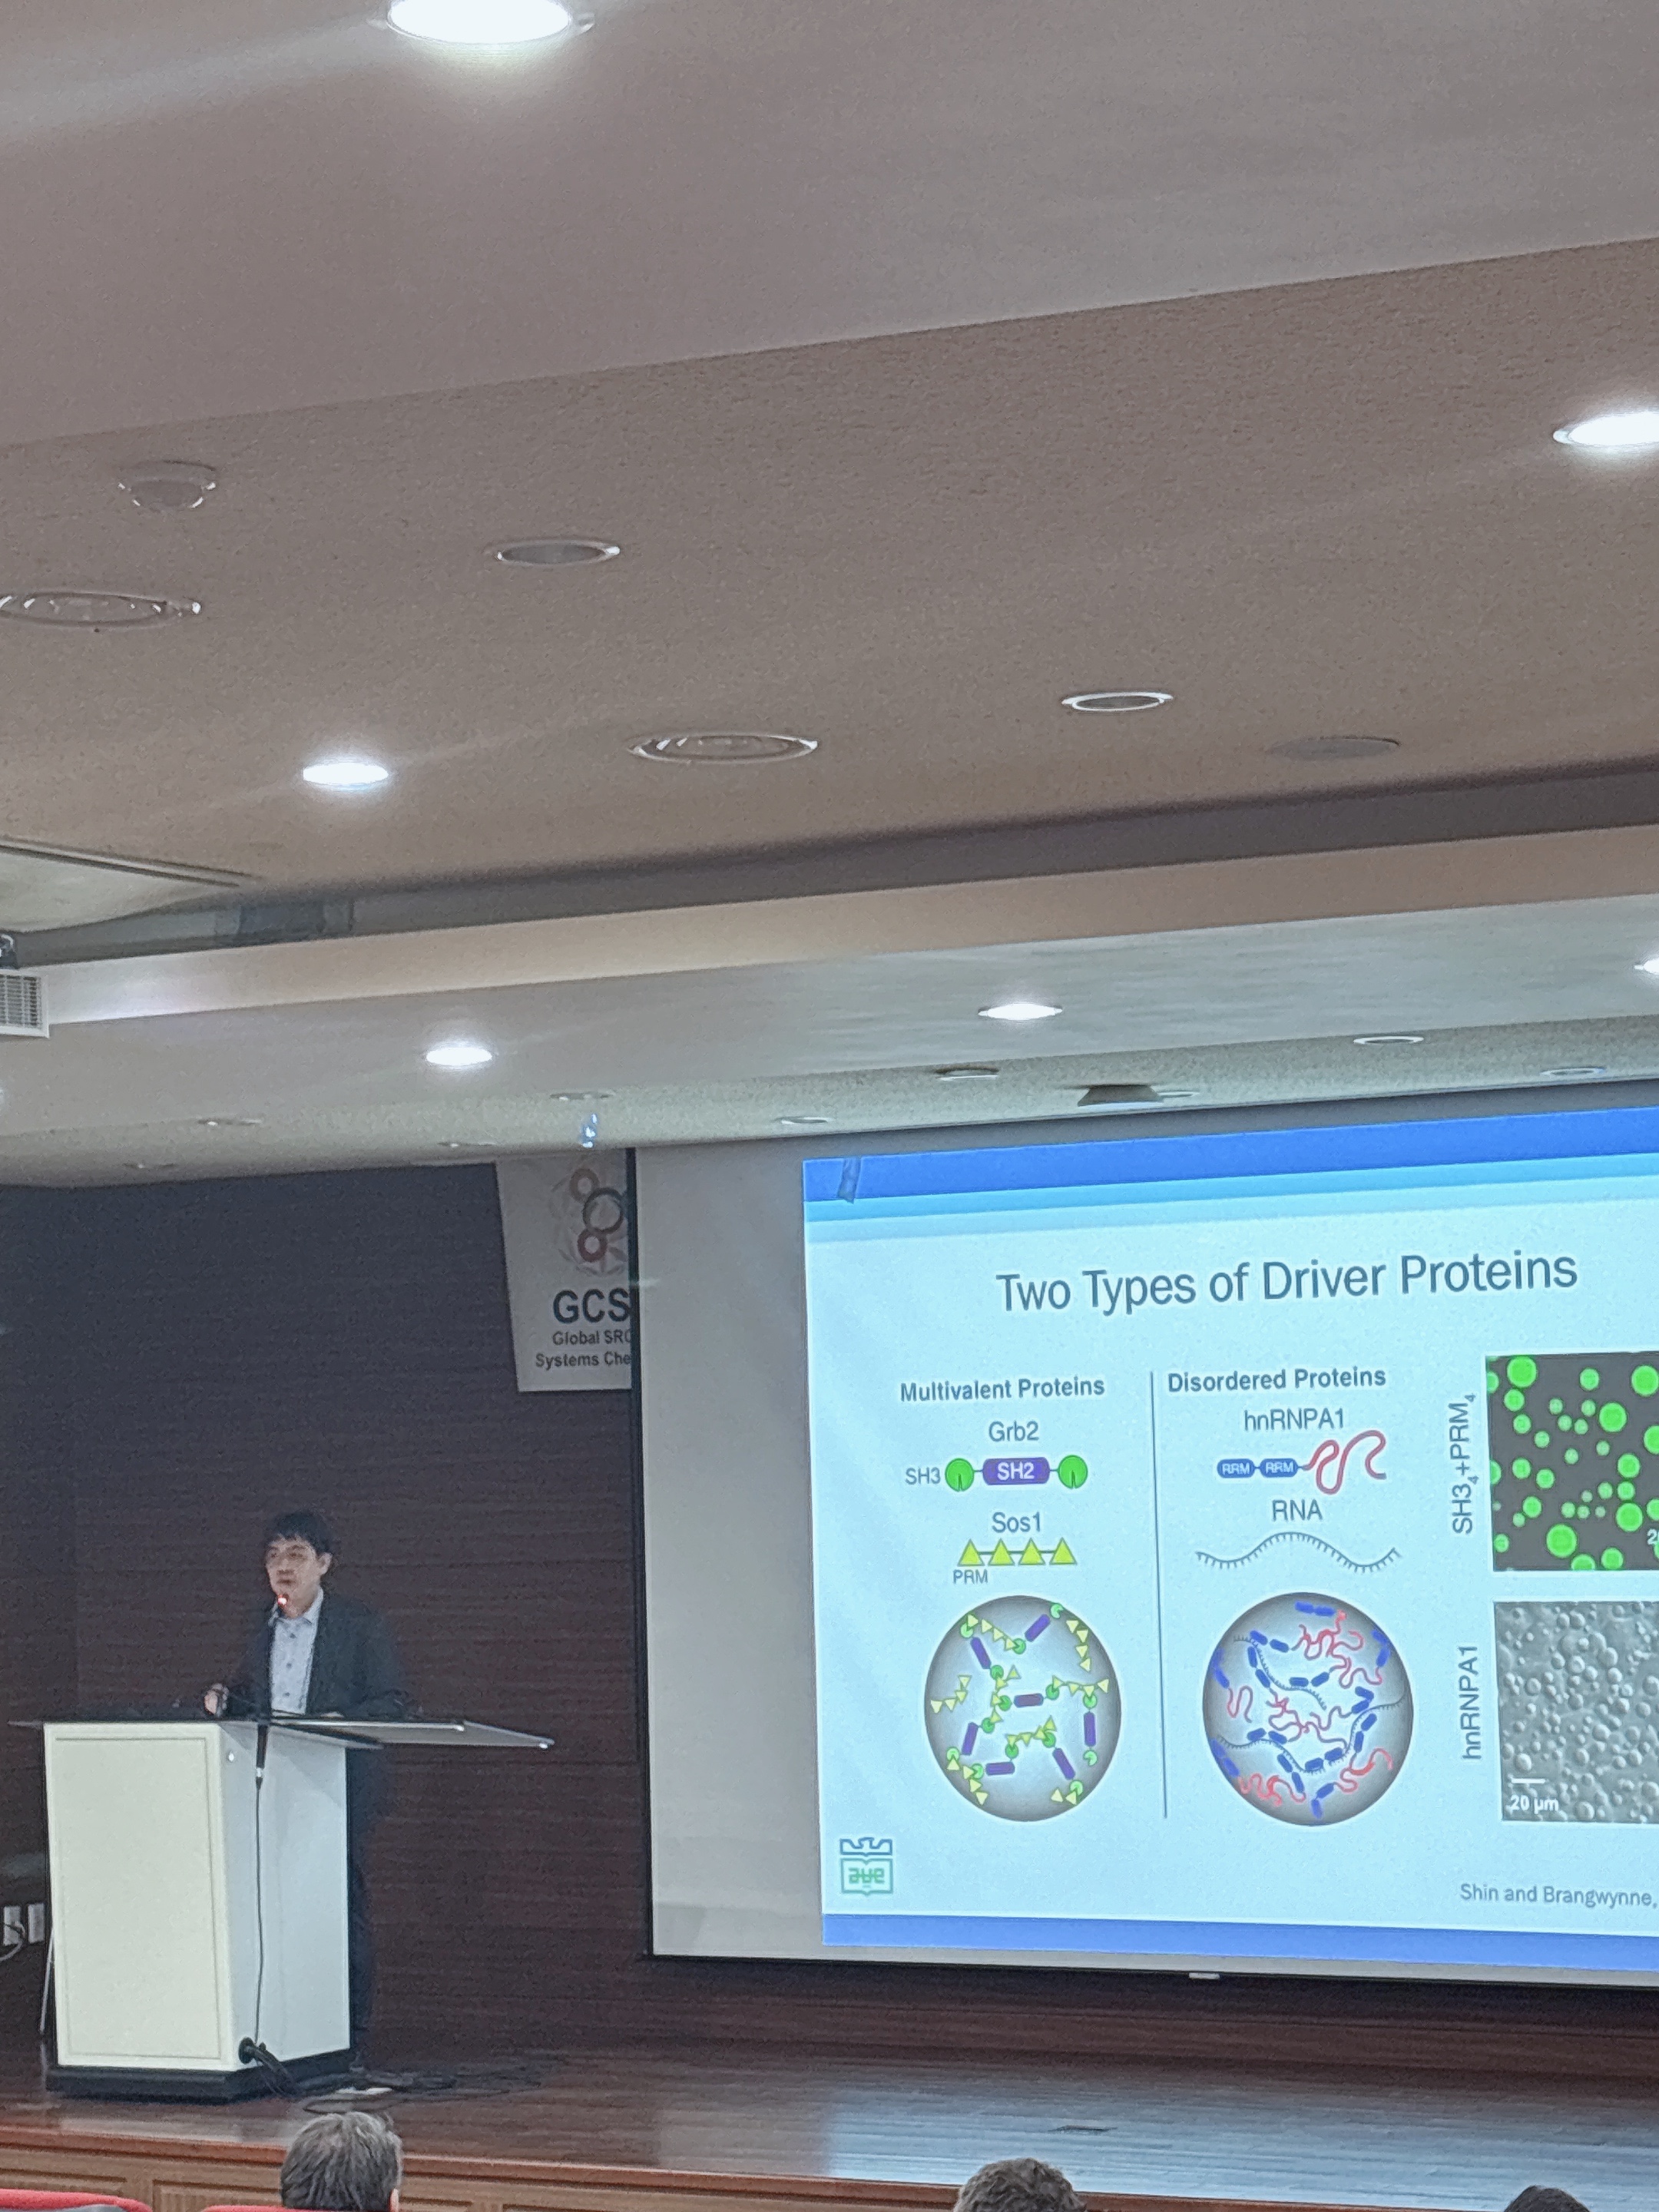 GCS
Global SRC
Systems Che
Two Types of Driver Proteins
Multivalent Proteins
Grb2
SH3
SH2
Sos1
PRM
Disordered Proteins
hnRNPA1
RRM
RRM
RNA
SH3₄+PRM₄
2
hnRNPA1
20 µm
Shin and Brangwynne,